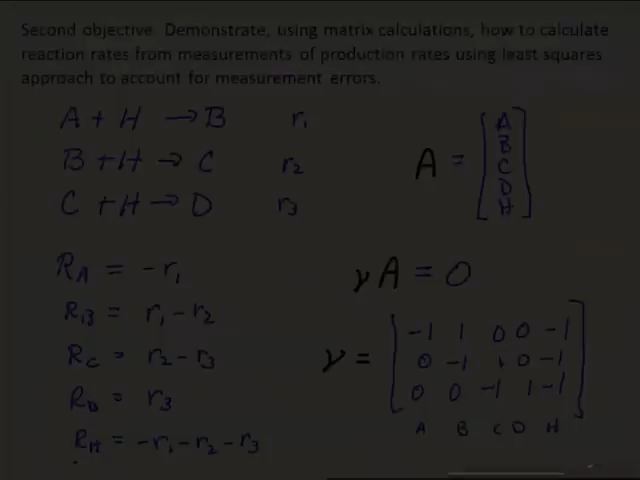 Second objective: Demonstrate, using matrix calculations, how to calculate
reaction rates from measurements of production rates using least squares
approach to account for measurement errors.
A + H → B r₁
B + H → C r₂
C + H → D r₃
A = [A B C D H]
R_A = -r₁
R_B = r₁ - r₂
R_C = r₂ - r₃
R_D = r₃
R_H = -r₁ - r₂ - r₃
νA = 0
ν =
-1 1 0 0 -1
0 -1 1 0 -1
0 0 -1 1 -1
A B C D H